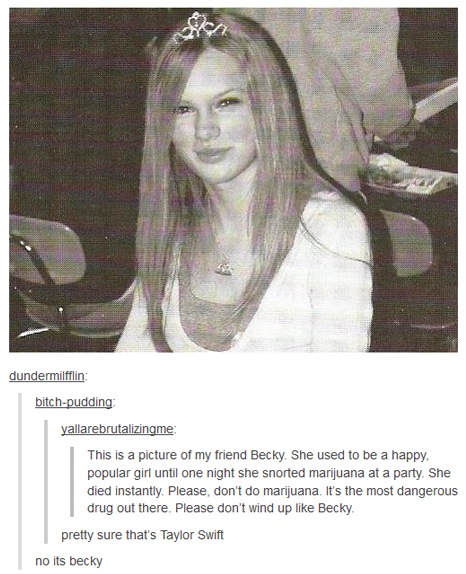 dundermilfflin:
bitch-pudding:
yallarebrutalizingme:
This is a picture of my friend Becky. She used to be a happy,
popular girl until one night she snorted marijuana at a party. She
died instantly. Please, don't do marijuana. It's the most dangerous
drug out there. Please don't wind up like Becky.
pretty sure that's Taylor Swift
no its becky